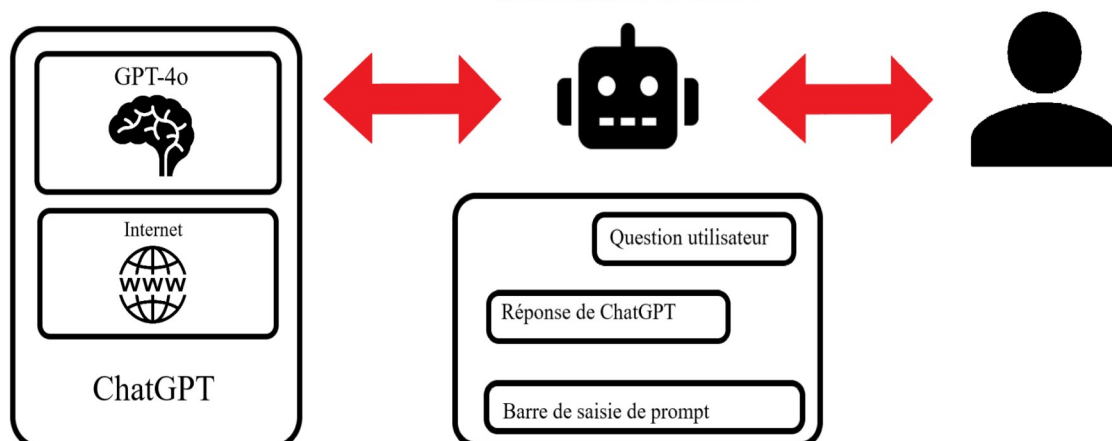 GPT-4o
Internet
WWW
ChatGPT
Question utilisateur
Réponse de ChatGPT
Barre de saisie de prompt